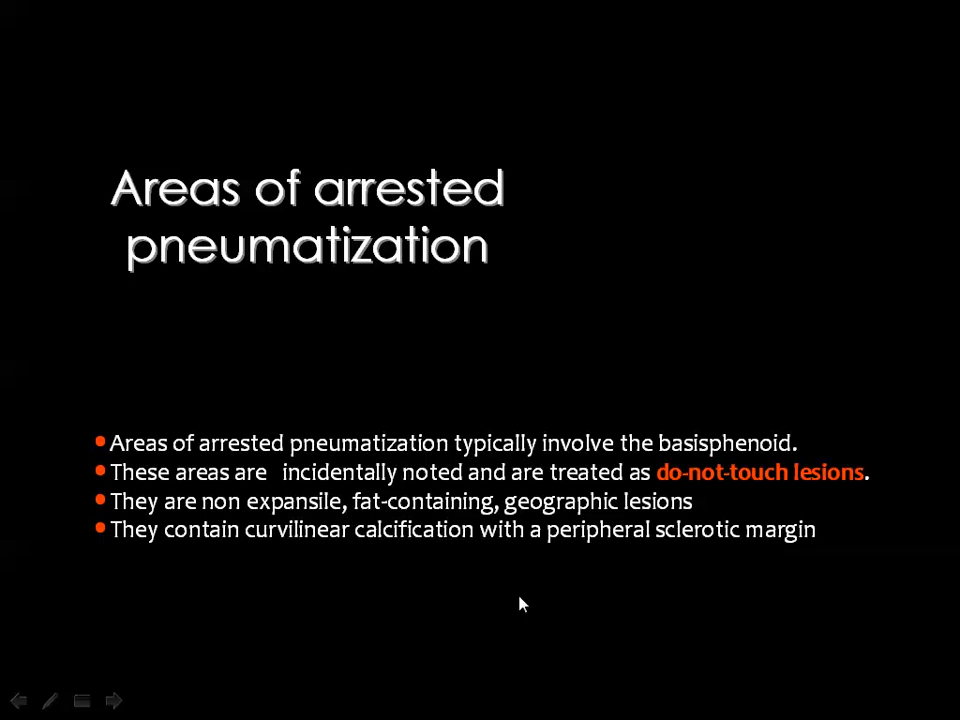 Areas of arrested
pneumatization
•Areas of arrested pneumatization typically involve the basisphenoid.
•These areas are incidentally noted and are treated as do-not-touch lesions.
•They are non expansile, fat-containing, geographic lesions
•They contain curvilinear calcification with a peripheral sclerotic margin